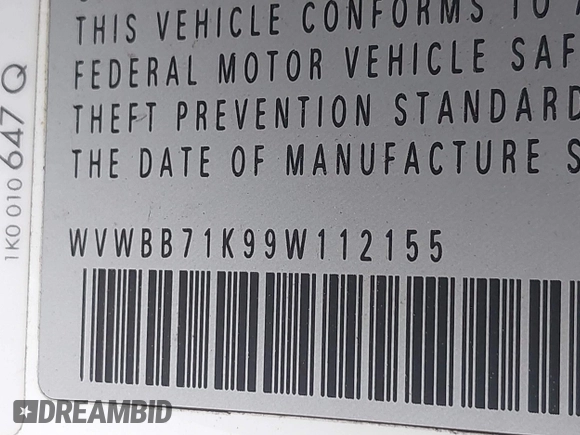 THIS VEHICLE CONFORMS TO
FEDERAL MOTOR VEHICLE SAF
THEFT PREVENTION STANDARD
THE DATE OF MANUFACTURE S
WVWBB71K99W112155
1K0 010 647 Q
DREAMBID